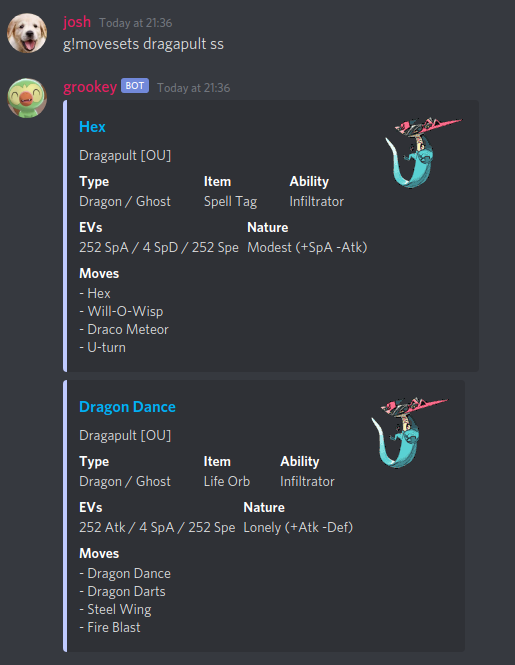 josh Today at 21:36
g!movesets dragapult ss
grookey BOT Today at 21:36
Hex
Dragapult [OU]
Type Item Ability
Dragon / Ghost Spell Tag Infiltrator
EVs Nature
252 SpA / 4 SpD / 252 Spe Modest (+SpA -Atk)
Moves
- Hex
- Will-O-Wisp
- Draco Meteor
- U-turn
Dragon Dance
Dragapult [OU]
Type Item Ability
Dragon / Ghost Life Orb Infiltrator
EVs Nature
252 Atk / 4 SpA / 252 Spe Lonely (+Atk -Def)
Moves
- Dragon Dance
- Dragon Darts
- Steel Wing
- Fire Blast